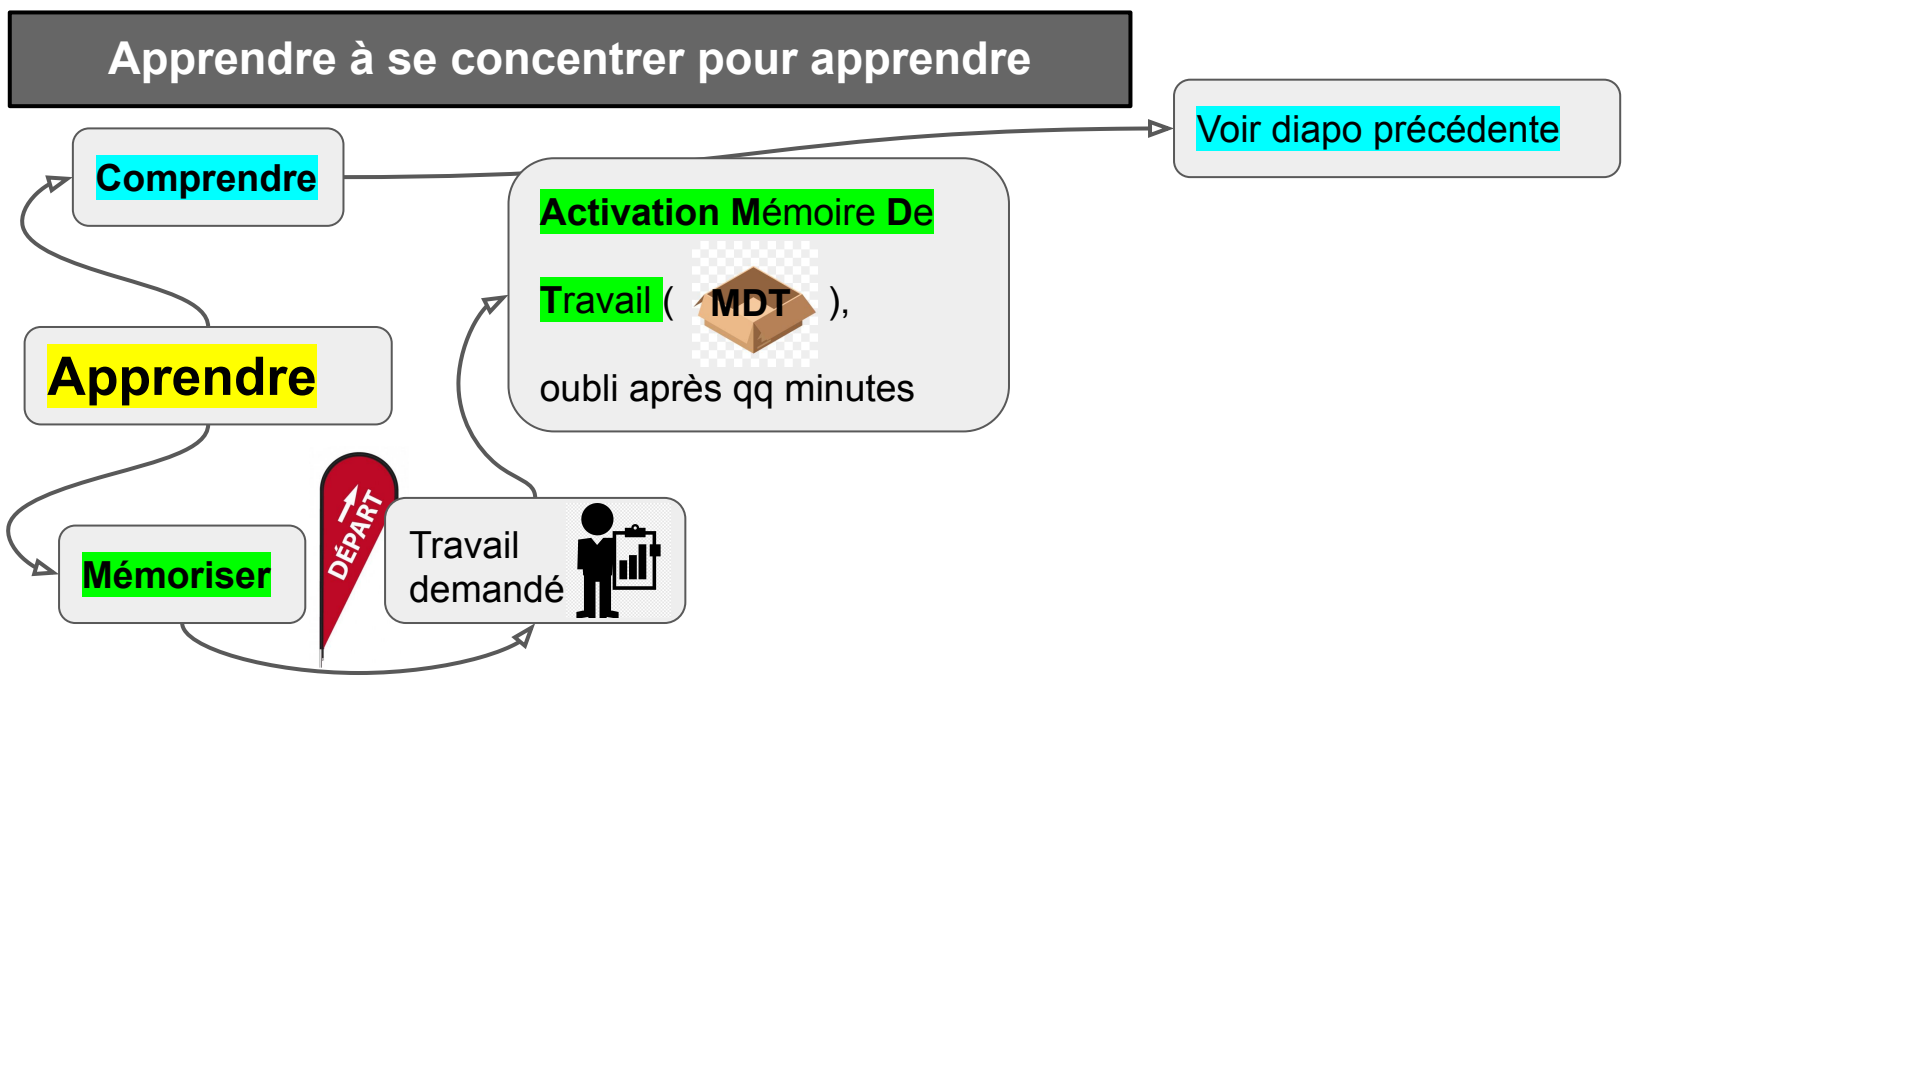 Apprendre à se concentrer pour apprendre
Voir diapo précédente
Comprendre
Activation Mémoire De
Travail ( MDT ),
oubli après qq minutes
Apprendre
DÉPART
Travail
demandé
Mémoriser